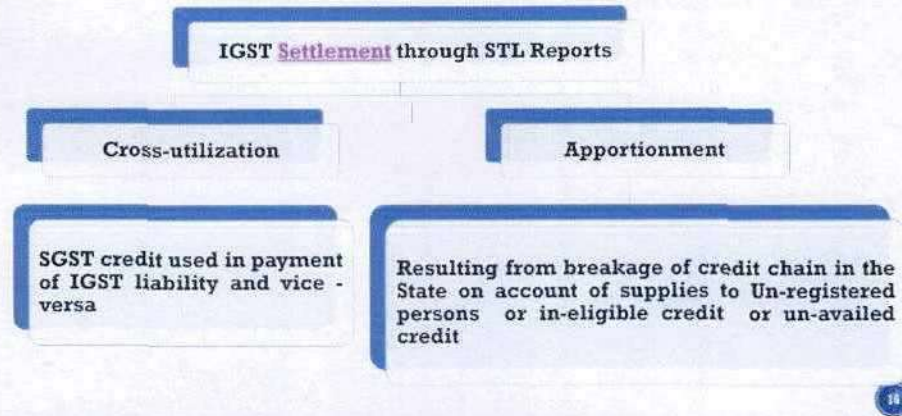 IGST Settlement through STL Reports
Cross-utilization
Apportionment
SGST credit used in payment
of IGST liability and vice -
versa
Resulting from breakage of credit chain in the
State on account of supplies to Un-registered
persons or in-eligible credit or un-availed
credit